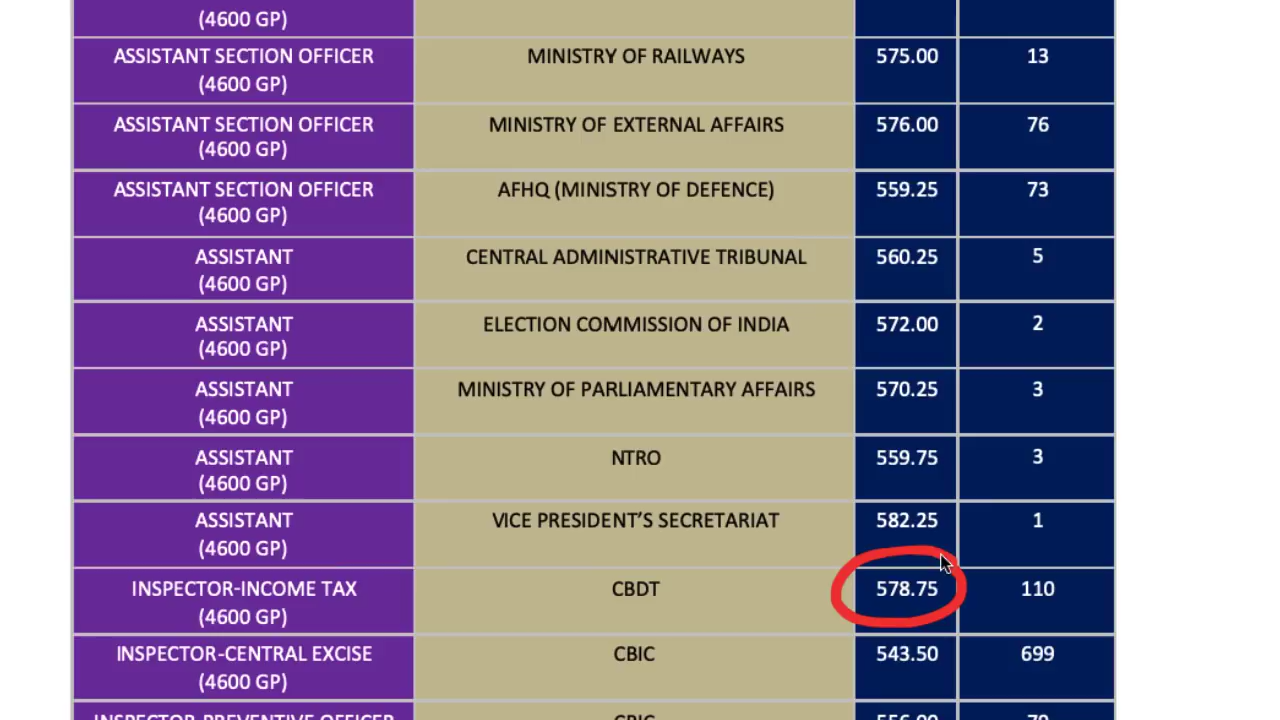 (4600 GP)
ASSISTANT SECTION OFFICER MINISTRY OF RAILWAYS 575.00 13
(4600 GP)
ASSISTANT SECTION OFFICER MINISTRY OF EXTERNAL AFFAIRS 576.00 76
(4600 GP)
ASSISTANT SECTION OFFICER AFHQ (MINISTRY OF DEFENCE) 559.25 73
(4600 GP)
ASSISTANT CENTRAL ADMINISTRATIVE TRIBUNAL 560.25 5
(4600 GP)
ASSISTANT ELECTION COMMISSION OF INDIA 572.00 2
(4600 GP)
ASSISTANT MINISTRY OF PARLIAMENTARY AFFAIRS 570.25 3
(4600 GP)
ASSISTANT NTRO 559.75 3
(4600 GP)
ASSISTANT VICE PRESIDENT’S SECRETARIAT 582.25 1
(4600 GP)
INSPECTOR-INCOME TAX CBDT 578.75 110
(4600 GP)
INSPECTOR-CENTRAL EXCISE CBIC 543.50 699
(4600 GP)
INSPECTOR-PREVENTIVE OFFICER CBIC